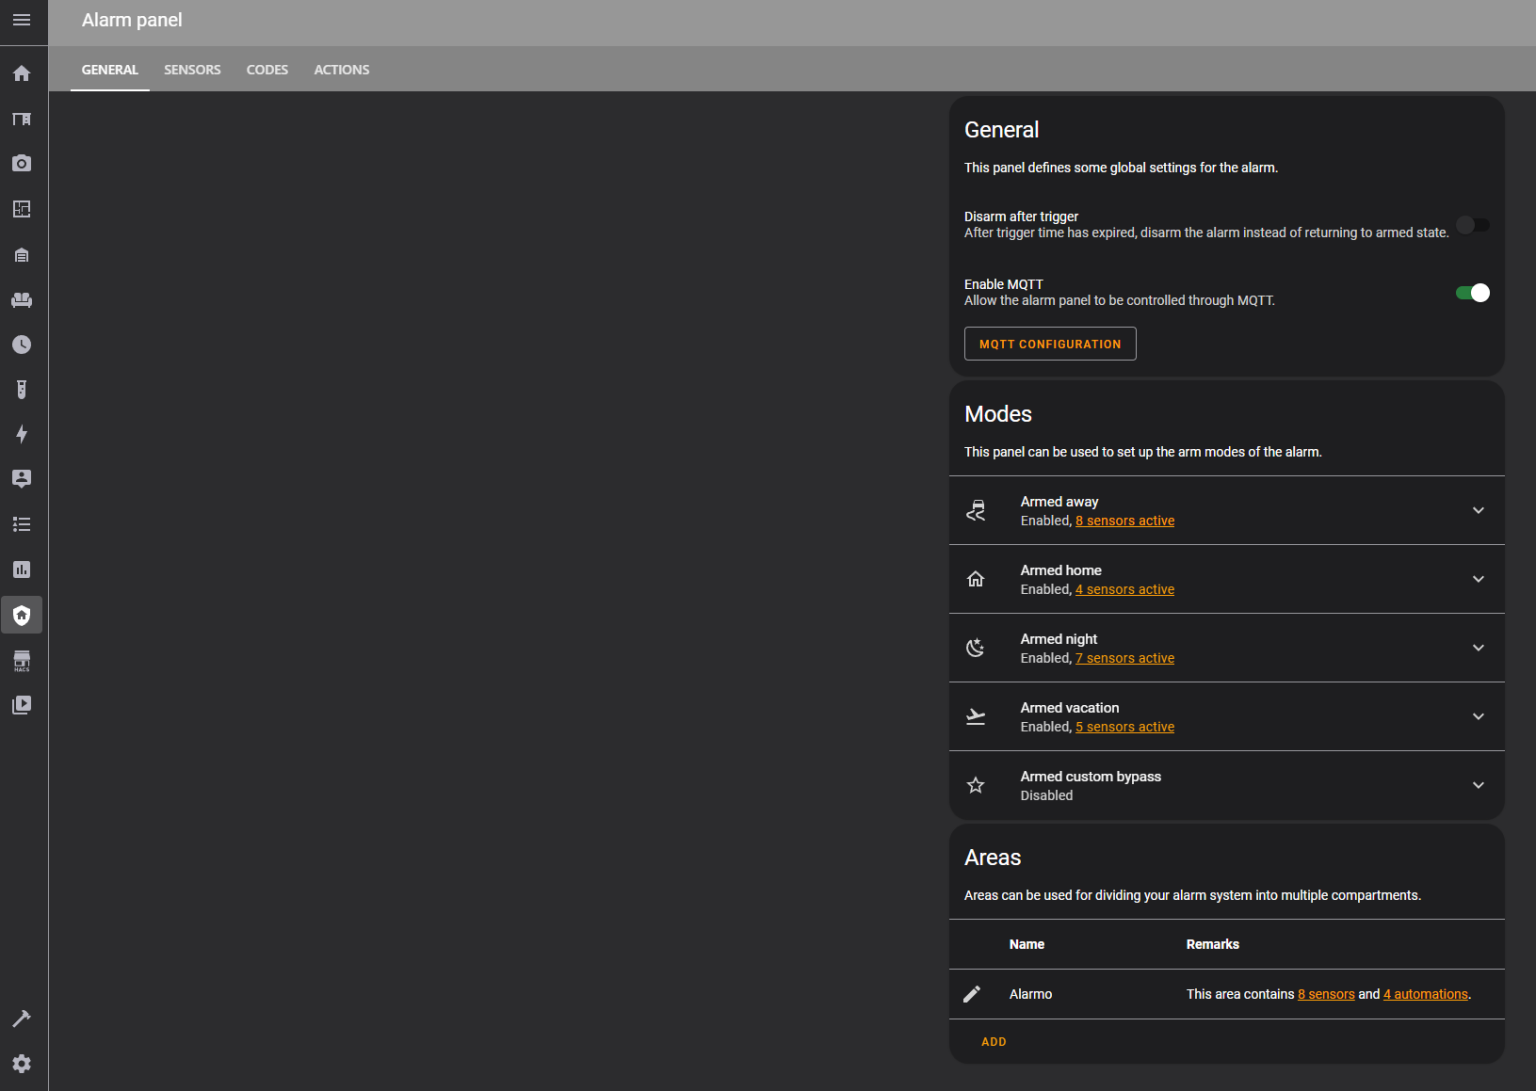 Alarm panel
GENERAL SENSORS CODES ACTIONS
General
This panel defines some global settings for the alarm.
Disarm after trigger
After trigger time has expired, disarm the alarm instead of returning to armed state.
Enable MQTT
Allow the alarm panel to be controlled through MQTT.
MQTT CONFIGURATION
Modes
This panel can be used to set up the arm modes of the alarm.
Armed away
Enabled, 8 sensors active
Armed home
Enabled, 4 sensors active
Armed night
Enabled, 7 sensors active
Armed vacation
Enabled, 5 sensors active
Armed custom bypass
Disabled
Areas
Areas can be used for dividing your alarm system into multiple compartments.
Name Remarks
Alarmo This area contains 8 sensors and 4 automations.
ADD
HACS